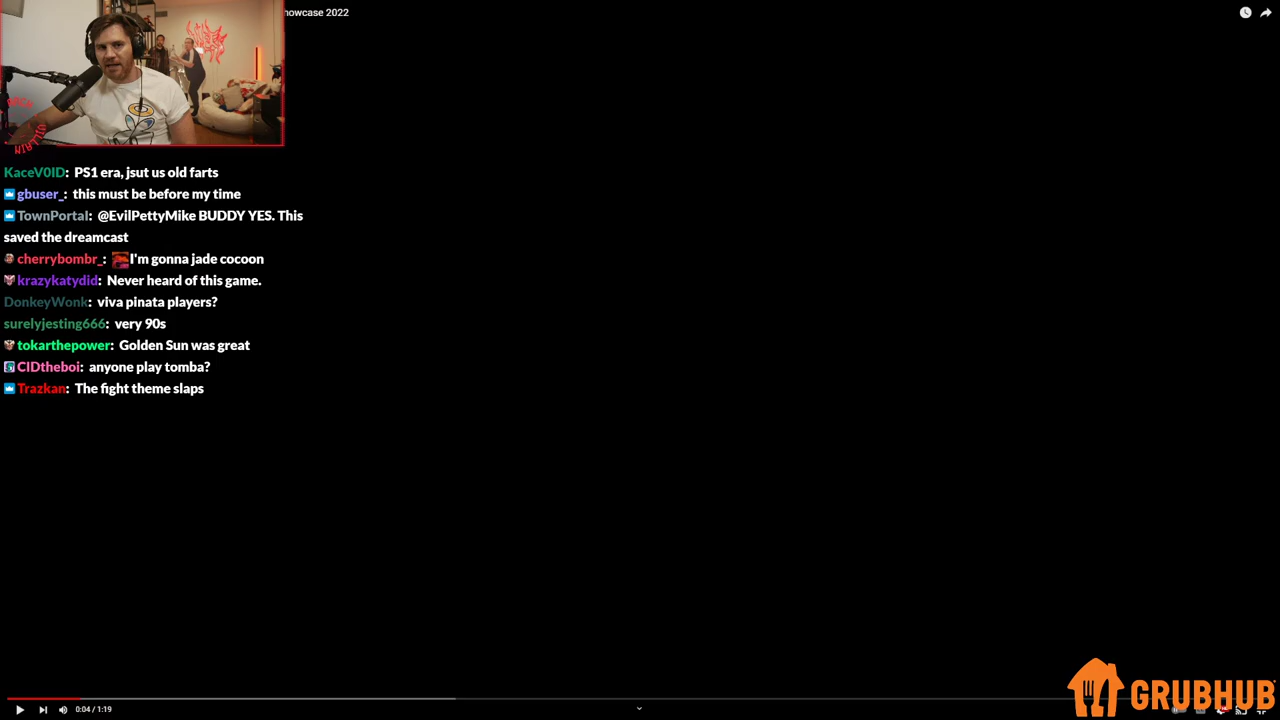 howcase 2022
KaceV0ID: PS1 era, jsut us old farts
gbuser_: this must be before my time
TownPortal: @EvilPettyMike BUDDY YES. This
saved the dreamcast
cherrybombr_: I'm gonna jade cocoon
krazykatydid: Never heard of this game.
DonkeyWonk: viva pinata players?
surelyjesting666: very 90s
tokarthepower: Golden Sun was great
CIDtheboi: anyone play tomba?
Trazkan: The fight theme slaps
GRUBHUB
0:04 / 1:19